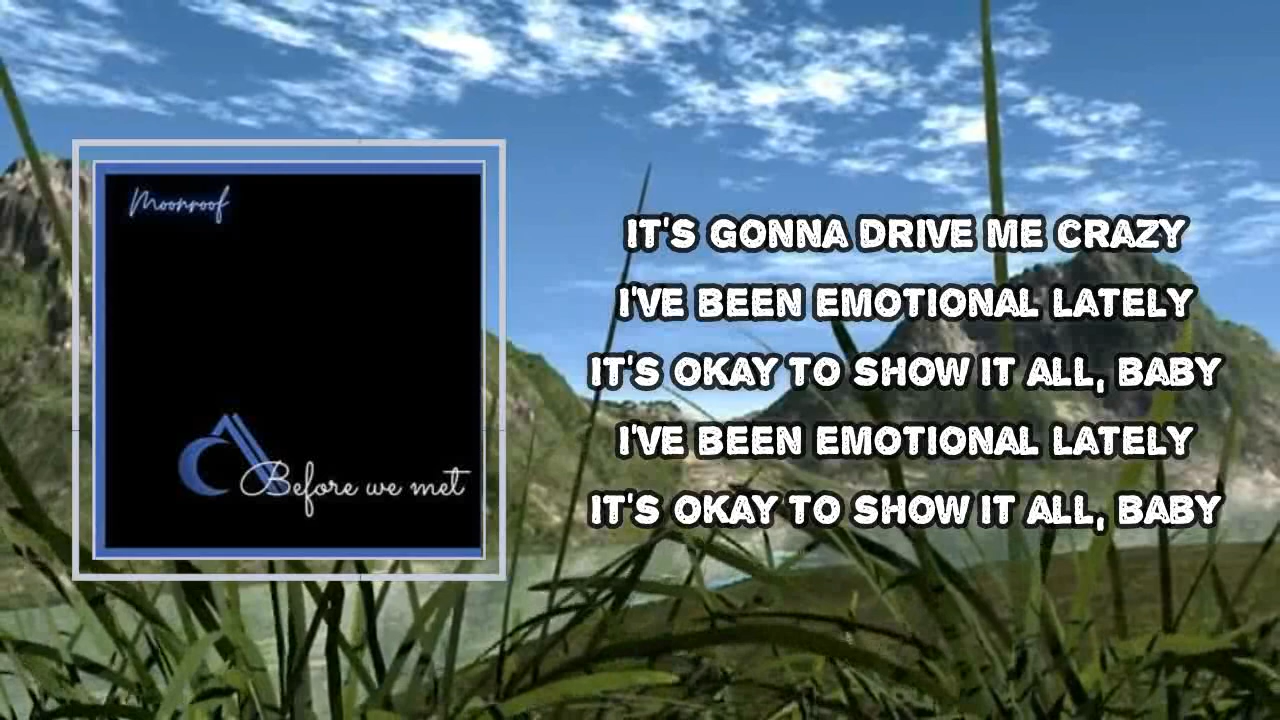 Moonroof
Before we met
IT'S GONNA DRIVE ME CRAZY
I'VE BEEN EMOTIONAL LATELY
IT'S OKAY TO SHOW IT ALL, BABY
I'VE BEEN EMOTIONAL LATELY
IT'S OKAY TO SHOW IT ALL, BABY